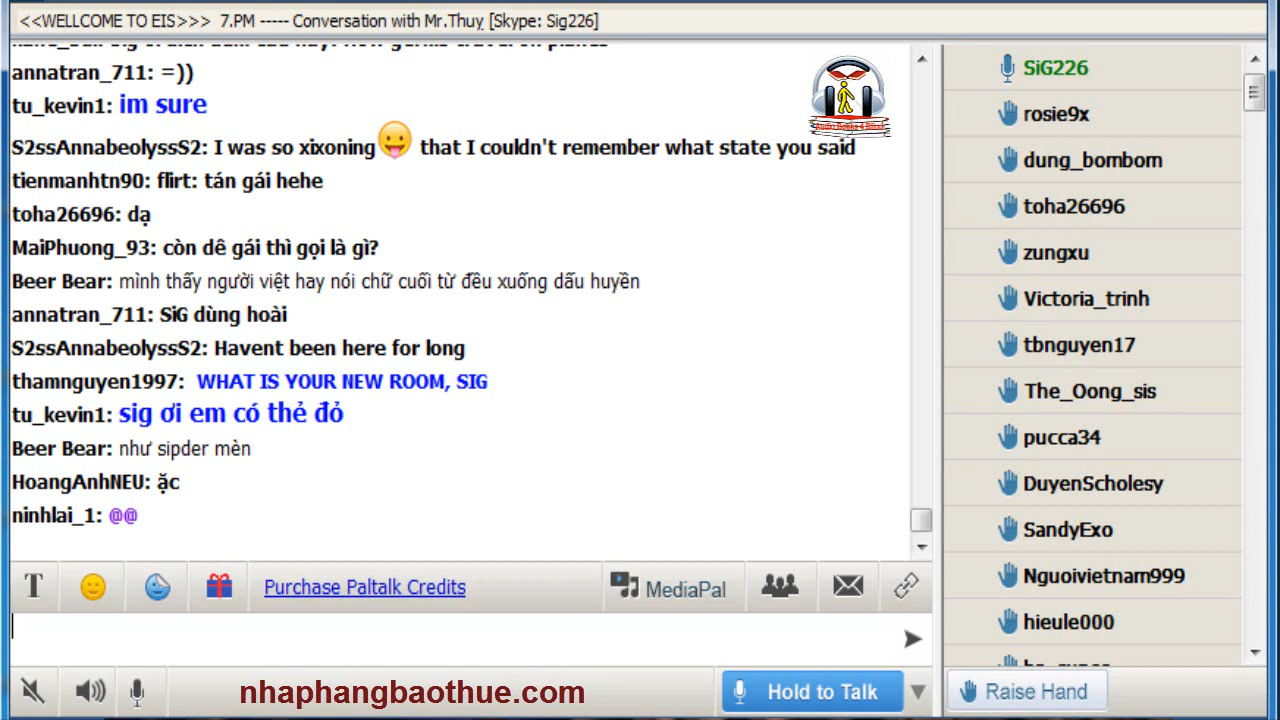 <<WELLCOME TO EIS>>> 7.PM ----- Conversation with Mr.Thuỵ [Skype: Sig226]
annatran_711: =))
tu_kevin1: im sure
S2ssAnnabeolyssS2: I was so xixoning😛 that I couldn't remember what state you said
tienmanhtn90: flirt: tán gái hehe
toha26696: dạ
MaiPhuong_93: còn dê gái thì gọi là gì?
Beer Bear: mình thấy người việt hay nói chữ cuối từ đều xuống dấu huyền
annatran_711: SiG dùng hoài
S2ssAnnabeolyssS2: Havent been here for long
thamnguyen1997: WHAT IS YOUR NEW ROOM, SIG
tu_kevin1: sig ơi em có thẻ đỏ
Beer Bear: như sipder mèn
HoangAnhNEU: ặc
ninhlai_1: @@
T
Purchase Paltalk Credits
MediaPal
nhaphangbaothue.com
Hold to Talk
SiG226
rosie9x
dung_bomborn
toha26696
zungxu
Victoria_trinh
tbnguyen17
The_Oong_sis
pucca34
DuyenScholesy
SandyExo
Nguoivietnam999
hieule000
Raise Hand